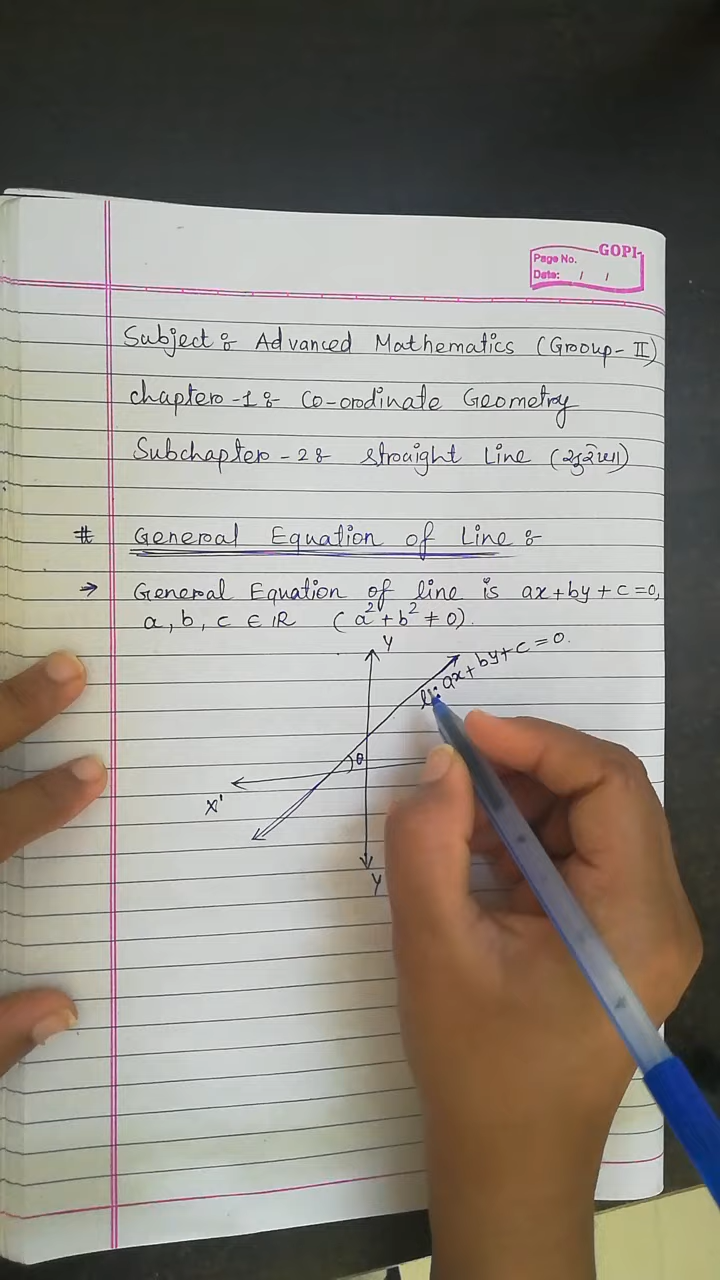 GOPI
Page No.
Date: / /
Subject : Advanced Mathematics (Group-II)
chapter-1 : Co-ordinate Geometry
Subchapter-2 : straight Line (સુરેખા)
# General Equation of Line :-
→ General Equation of line is ax+by+c=0,
a, b, c ∈ R (a²+b² ≠ 0).
Y
l: ax+by+c=0.
θ
X'
Y